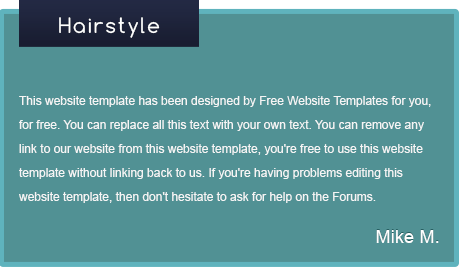 Hairstyle
This website template has been designed by Free Website Templates for you,
for free. You can replace all this text with your own text. You can remove any
link to our website from this website template, you're free to use this website
template without linking back to us. If you're having problems editing this
website template, then don't hesitate to ask for help on the Forums.
Mike M.